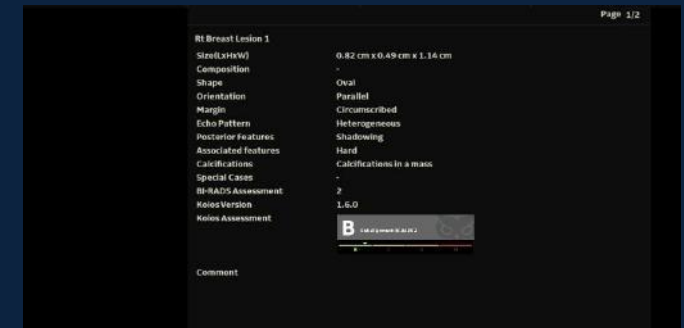 Page 1/2
Rt Breast Lesion 1
Size(LxHxW) 0.82 cm x 0.49 cm x 1.14 cm
Composition -
Shape Oval
Orientation Parallel
Margin Circumscribed
Echo Pattern Heterogeneous
Posterior Features Shadowing
Associated features Hard
Calcifications Calcifications in a mass
Special Cases -
BI-RADS Assessment 2
Koios Version 1.6.0
Koios Assessment
B
Comment